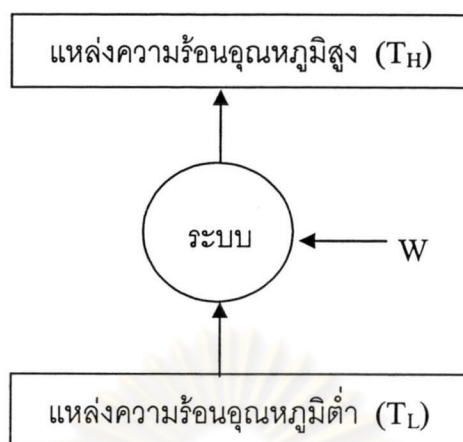 แหล่งความร้อนอุณหภูมิสูง (TH)
ระบบ
W
แหล่งความร้อนอุณหภูมิต่ำ (TL)